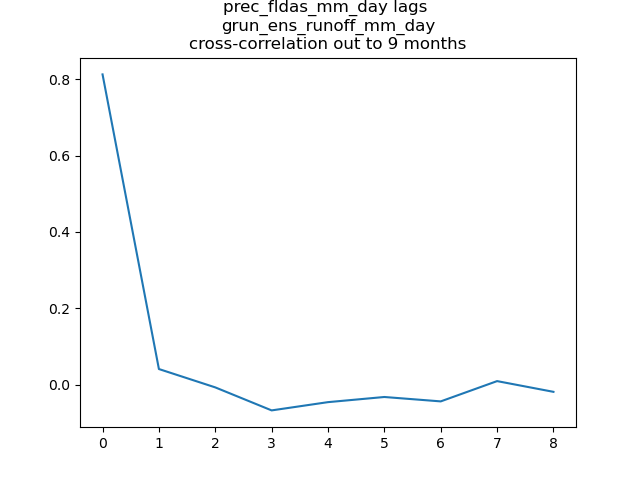 prec_fldas_mm_day lags
grun_ens_runoff_mm_day
cross-correlation out to 9 months
0.8
0.6
0.4
0.2
0.0
0 1 2 3 4 5 6 7 8